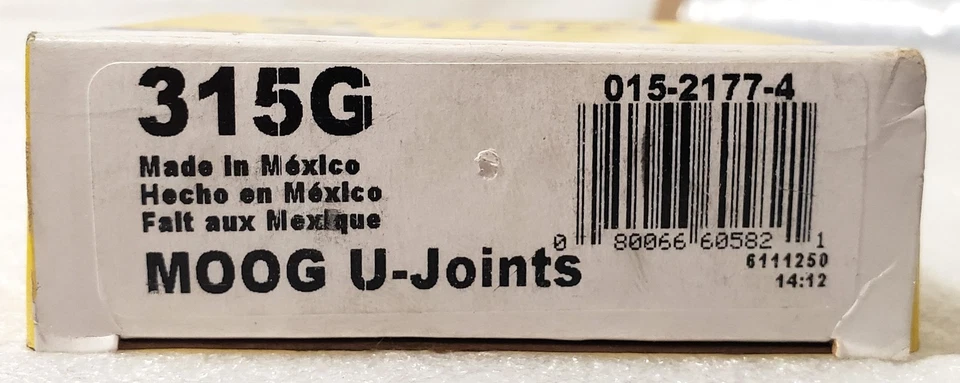 315G
Made In México
Hecho en México
Fait aux Mexique
MOOG U-Joints
015-2177-4
0 80066 60582 1
6111250
14:12